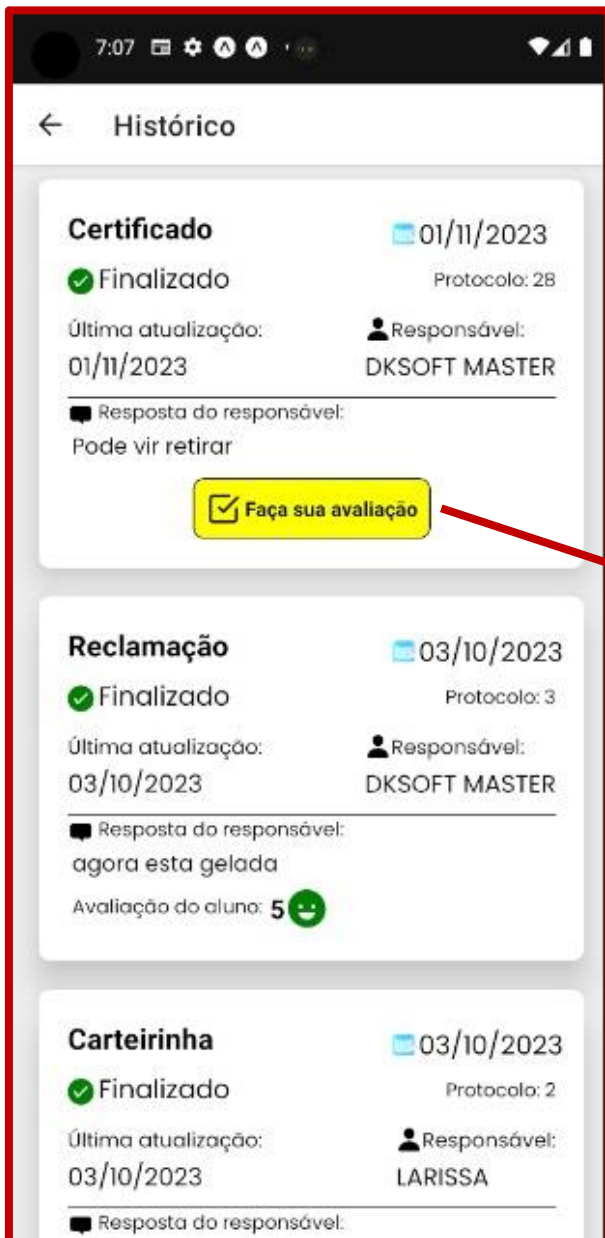 7:07
Histórico
Certificado 01/11/2023
Finalizado Protocolo: 28
Última atualização: Responsável:
01/11/2023 DKSOFT MASTER
Resposta do responsável:
Pode vir retirar
Faça sua avaliação
Reclamação 03/10/2023
Finalizado Protocolo: 3
Última atualização: Responsável:
03/10/2023 DKSOFT MASTER
Resposta do responsável:
agora esta gelada
Avaliação do aluno: 5
Carteirinha 03/10/2023
Finalizado Protocolo: 2
Última atualização: Responsável:
03/10/2023 LARISSA
Resposta do responsável: